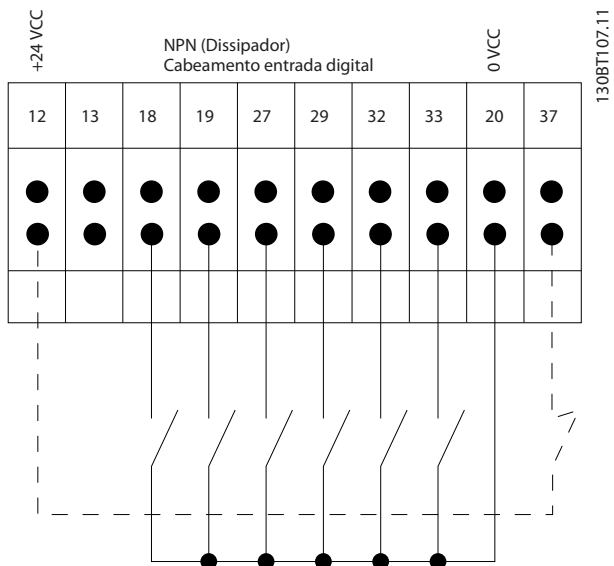 +24 VCC
NPN (Dissipador)
Cabeamento entrada digital
0 VCC
130BT107.11
12 13 18 19 27 29 32 33 20 37